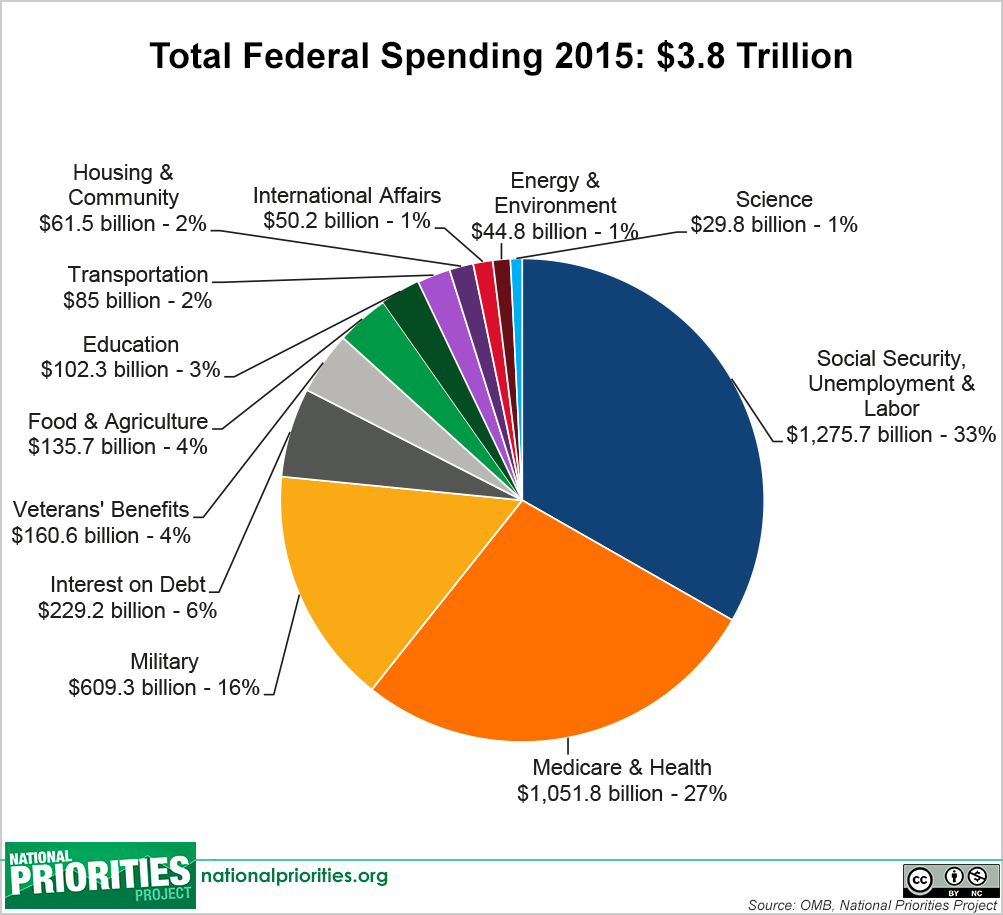 Total Federal Spending 2015: $3.8 Trillion
Housing &
Community
$61.5 billion - 2%
International Affairs
$50.2 billion - 1%
Energy &
Environment
$44.8 billion - 1%
Science
$29.8 billion - 1%
Transportation
$85 billion - 2%
Education
$102.3 billion - 3%
Food & Agriculture
$135.7 billion - 4%
Veterans' Benefits
$160.6 billion - 4%
Interest on Debt
$229.2 billion - 6%
Military
$609.3 billion - 16%
Social Security,
Unemployment &
Labor
$1,275.7 billion - 33%
Medicare & Health
$1,051.8 billion - 27%
NATIONAL
PRIORITIES
PROJECT
nationalpriorities.org
cc
BY NC
Source: OMB, National Priorities Project